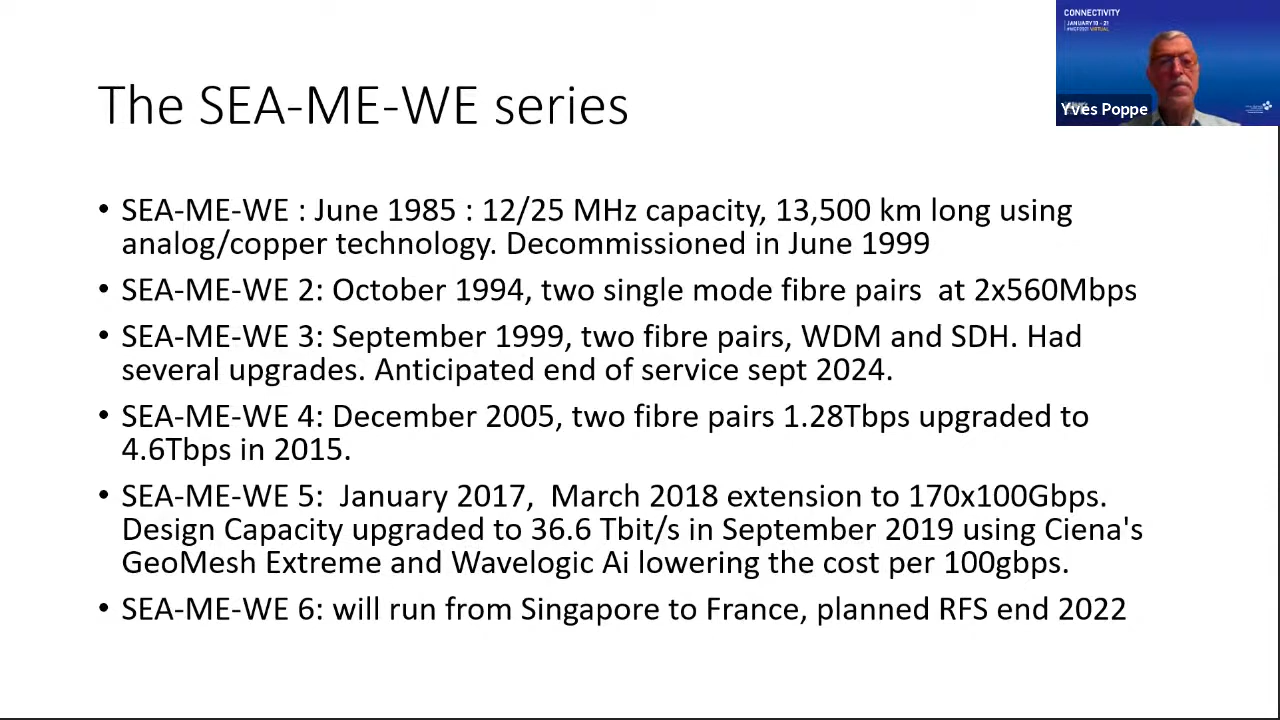 CONNECTIVITY
JANUARY 19 - 21
VIRTUAL
Yves Poppe
The SEA-ME-WE series
• SEA-ME-WE : June 1985 : 12/25 MHz capacity, 13,500 km long using
analog/copper technology. Decommissioned in June 1999
• SEA-ME-WE 2: October 1994, two single mode fibre pairs at 2x560Mbps
• SEA-ME-WE 3: September 1999, two fibre pairs, WDM and SDH. Had
several upgrades. Anticipated end of service sept 2024.
• SEA-ME-WE 4: December 2005, two fibre pairs 1.28Tbps upgraded to
4.6Tbps in 2015.
• SEA-ME-WE 5: January 2017, March 2018 extension to 170x100Gbps.
Design Capacity upgraded to 36.6 Tbit/s in September 2019 using Ciena's
GeoMesh Extreme and Wavelogic Ai lowering the cost per 100gbps.
• SEA-ME-WE 6: will run from Singapore to France, planned RFS end 2022